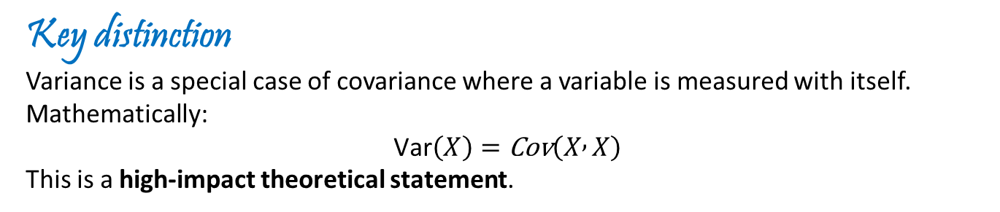 Key distinction
Variance is a special case of covariance where a variable is measured with itself.
Mathematically:
Var(X) = Cov(X, X)
This is a high-impact theoretical statement.